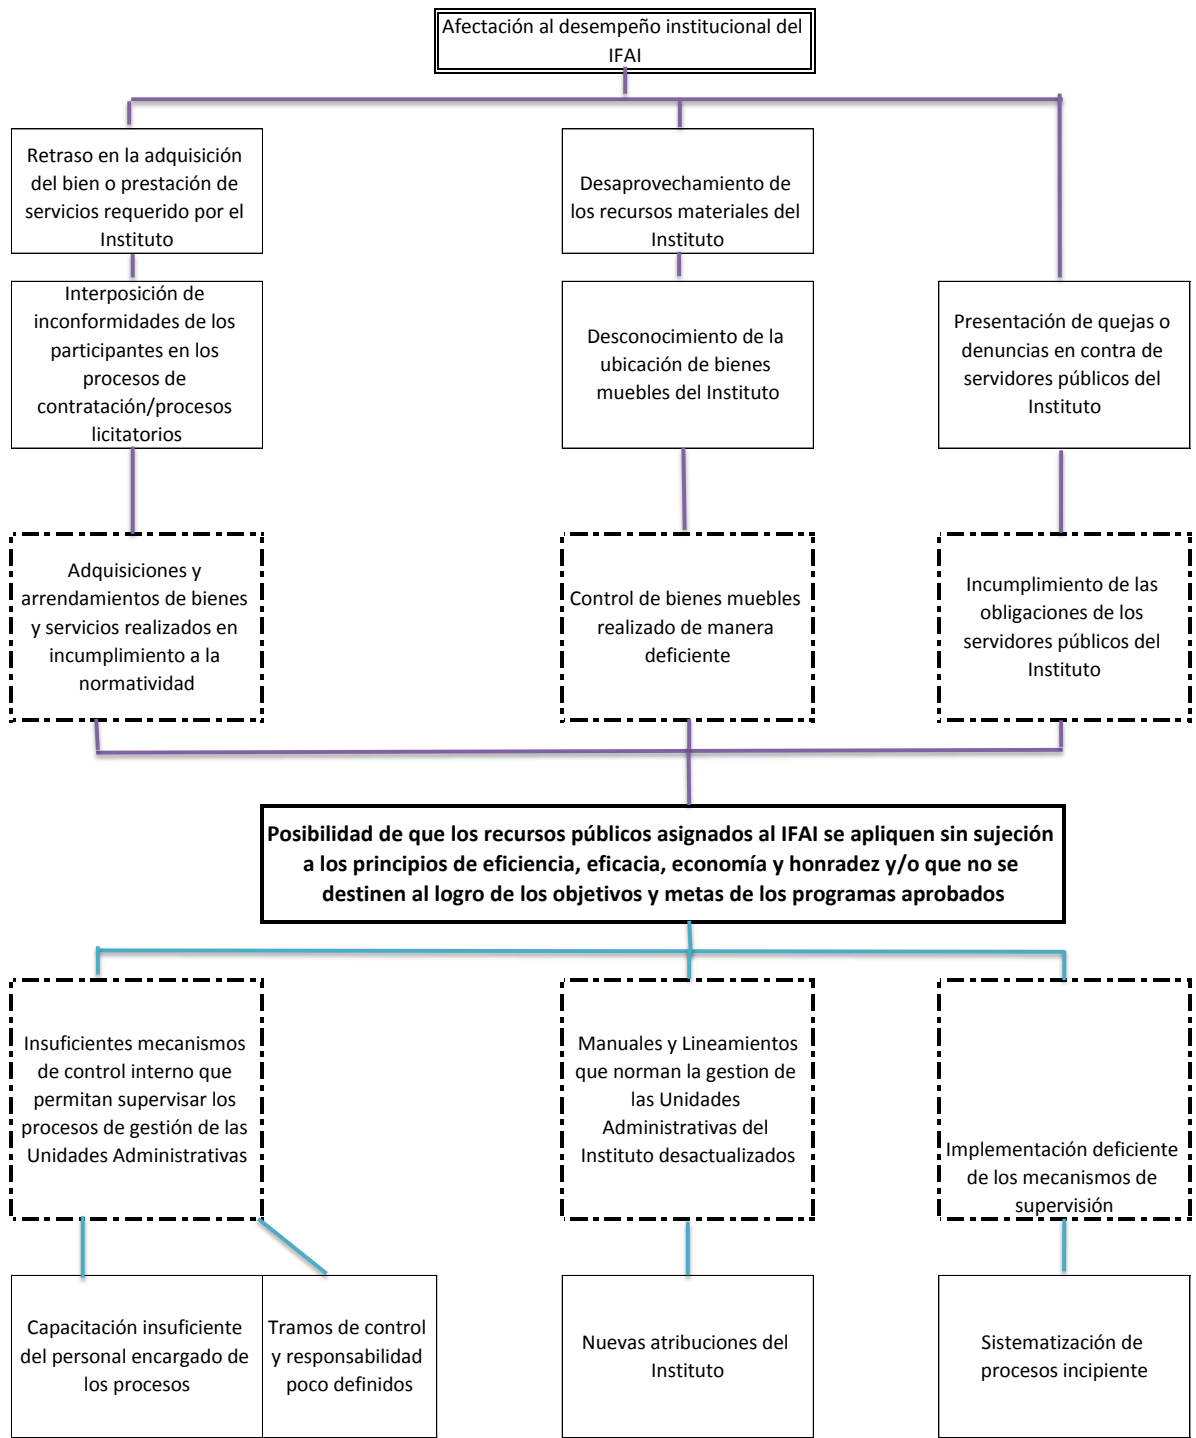 Afectación al desempeño institucional del
IFAI
Retraso en la adquisición
del bien o prestación de
servicios requerido por el
Instituto
Desaprovechamiento de
los recursos materiales del
Instituto
Interposición de
inconformidades de los
participantes en los
procesos de
contratación/procesos
licitatorios
Desconocimiento de la
ubicación de bienes
muebles del Instituto
Presentación de quejas o
denuncias en contra de
servidores públicos del
Instituto
Adquisiciones y
arrendamientos de bienes
y servicios realizados en
incumplimiento a la
normatividad
Control de bienes muebles
realizado de manera
deficiente
Incumplimiento de las
obligaciones de los
servidores públicos del
Instituto
Posibilidad de que los recursos públicos asignados al IFAI se apliquen sin sujeción
a los principios de eficiencia, eficacia, economía y honradez y/o que no se
destinen al logro de los objetivos y metas de los programas aprobados
Insuficientes mecanismos
de control interno que
permitan supervisar los
procesos de gestión de las
Unidades Administrativas
Manuales y Lineamientos
que norman la gestion de
las Unidades
Administrativas del
Instituto desactualizados
Implementación deficiente
de los mecanismos de
supervisión
Capacitación insuficiente
del personal encargado de
los procesos
Tramos de control
y responsabilidad
poco definidos
Nuevas atribuciones del
Instituto
Sistematización de
procesos incipiente